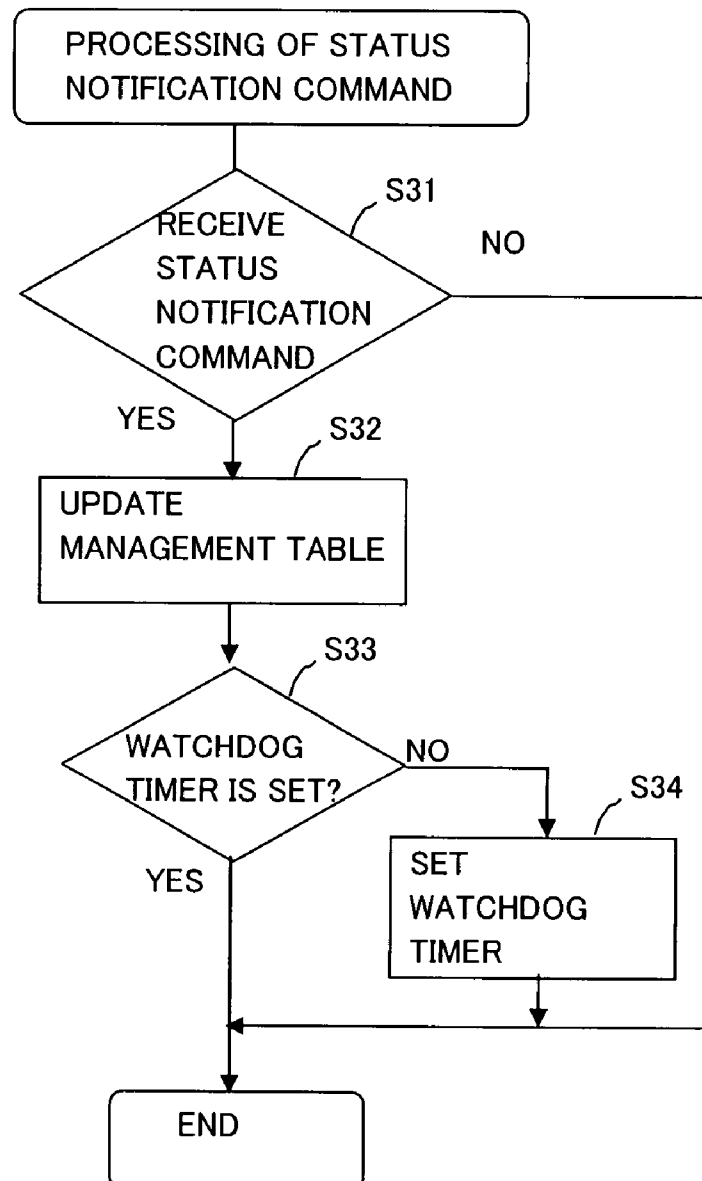 PROCESSING OF STATUS
NOTIFICATION COMMAND
S31
RECEIVE
STATUS
NOTIFICATION
COMMAND
NO
YES
S32
UPDATE
MANAGEMENT TABLE
S33
WATCHDOG
TIMER IS SET?
NO
YES
S34
SET
WATCHDOG
TIMER
END